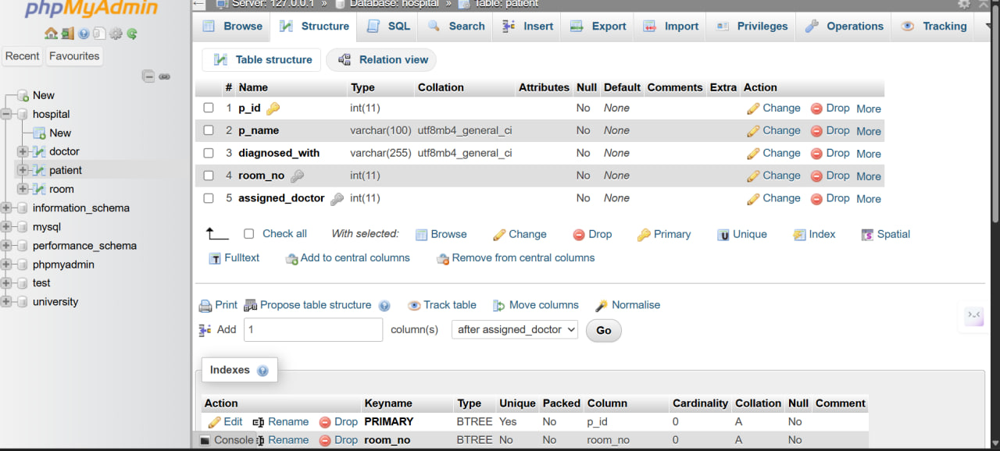 phpMyAdmin
Server: 127.0.0.1 » Database: hospital » Table: patient
Browse Structure SQL Search Insert Export Import Privileges Operations Tracking
Recent Favourites
Table structure Relation view
New
hospital
New
doctor
patient
room
information_schema
mysql
performance_schema
phpmyadmin
test
university
# Name Type Collation Attributes Null Default Comments Extra Action
1 p_id int(11) No None Change Drop More
2 p_name varchar(100) utf8mb4_general_ci No None Change Drop More
3 diagnosed_with varchar(255) utf8mb4_general_ci No None Change Drop More
4 room_no int(11) No None Change Drop More
5 assigned_doctor int(11) No None Change Drop More
Check all With selected: Browse Change Drop Primary Unique Index Spatial
Fulltext Add to central columns Remove from central columns
Print Propose table structure Track table Move columns Normalise
Add 1 column(s) after assigned_doctor Go
Indexes
Action Keyname Type Unique Packed Column Cardinality Collation Null Comment
Edit Rename Drop PRIMARY BTREE Yes No p_id 0 A No
Console Rename Drop room_no BTREE No No room_no 0 A No